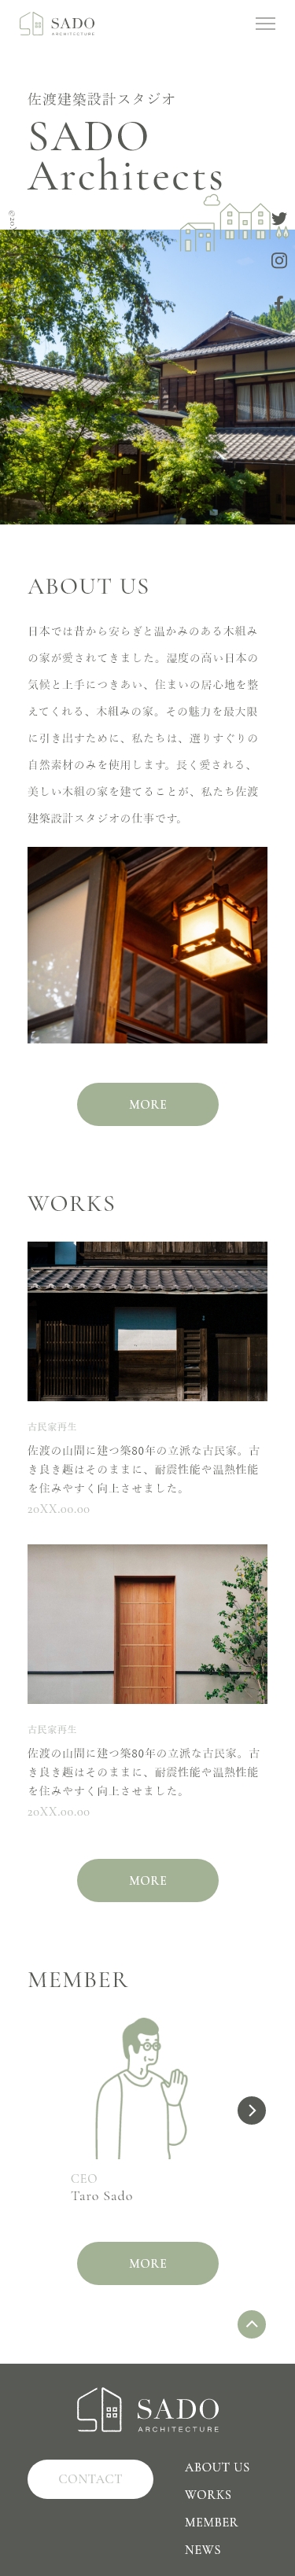 SADO
ARCHITECTURE
佐渡建築設計スタジオ
SADO
Architects
ABOUT US
日本では昔から安らぎと温かみのある木組み
の家が愛されてきました。湿度の高い日本の
気候と上手につきあい、住まいの居心地を整
えてくれる、木組みの家。その魅力を最大限
に引き出すために、私たちは、選りすぐりの
自然素材のみを使用します。長く愛される、
美しい木組の家を建てることが、私たち佐渡
建築設計スタジオの仕事です。
MORE
WORKS
古民家再生
佐渡の山間に建つ築80年の立派な古民家。古
き良き趣はそのままに、耐震性能や温熱性能
を住みやすく向上させました。
20XX.00.00
古民家再生
佐渡の山間に建つ築80年の立派な古民家。古
き良き趣はそのままに、耐震性能や温熱性能
を住みやすく向上させました。
20XX.00.00
MORE
MEMBER
CEO
Taro Sado
MORE
SADO
ARCHITECTURE
CONTACT
ABOUT US
WORKS
MEMBER
NEWS